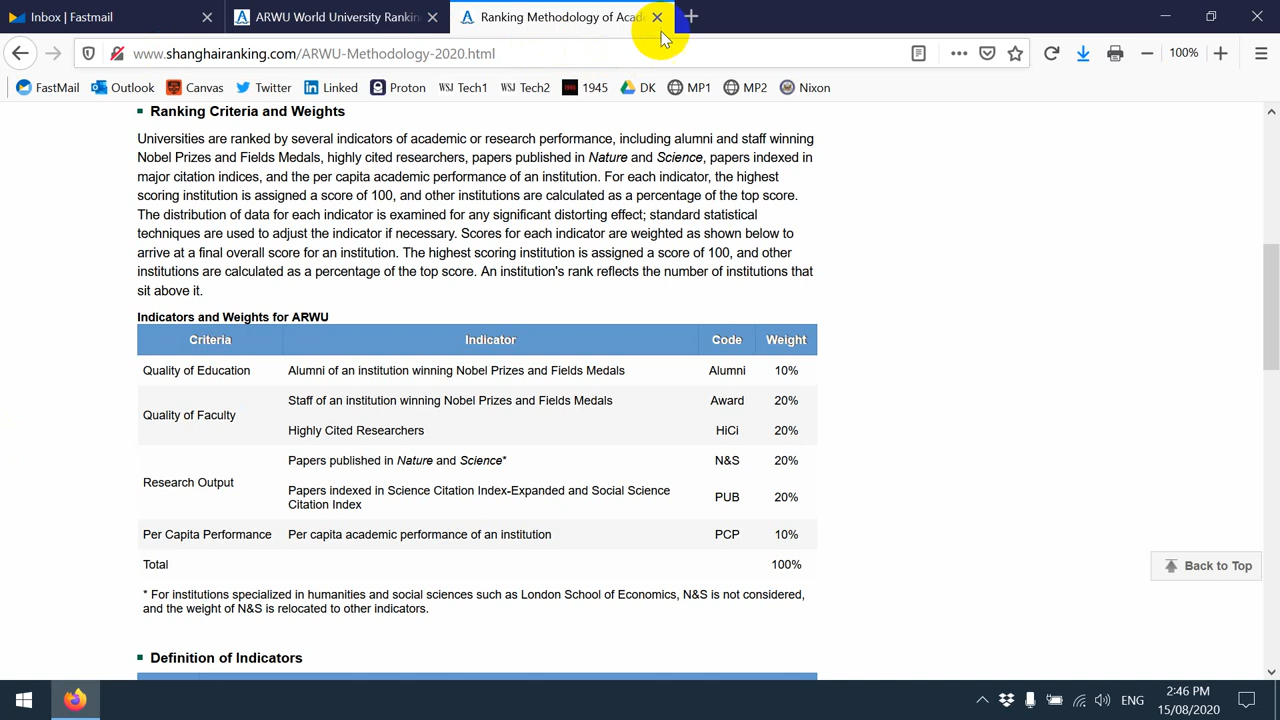 Inbox | Fastmail
ARWU World University Rankin
Ranking Methodology of Aca
www.shanghairanking.com/ARWU-Methodology-2020.html
100%
FastMail
Outlook
Canvas
Twitter
Linked
Proton
WSJ Tech1
WSJ Tech2
1945
DK
MP1
MP2
Nixon
Ranking Criteria and Weights
Universities are ranked by several indicators of academic or research performance, including alumni and staff winning
Nobel Prizes and Fields Medals, highly cited researchers, papers published in Nature and Science, papers indexed in
major citation indices, and the per capita academic performance of an institution. For each indicator, the highest
scoring institution is assigned a score of 100, and other institutions are calculated as a percentage of the top score.
The distribution of data for each indicator is examined for any significant distorting effect; standard statistical
techniques are used to adjust the indicator if necessary. Scores for each indicator are weighted as shown below to
arrive at a final overall score for an institution. The highest scoring institution is assigned a score of 100, and other
institutions are calculated as a percentage of the top score. An institution's rank reflects the number of institutions that
sit above it.
Indicators and Weights for ARWU
Criteria Indicator Code Weight
Quality of Education Alumni of an institution winning Nobel Prizes and Fields Medals Alumni 10%
Quality of Faculty
Staff of an institution winning Nobel Prizes and Fields Medals Award 20%
Highly Cited Researchers HiCi 20%
Research Output
Papers published in Nature and Science* N&S 20%
Papers indexed in Science Citation Index-Expanded and Social Science
Citation Index
PUB 20%
Per Capita Performance Per capita academic performance of an institution PCP 10%
Total 100%
* For institutions specialized in humanities and social sciences such as London School of Economics, N&S is not considered,
and the weight of N&S is relocated to other indicators.
Back to Top
Definition of Indicators
ENG
2:46 PM
15/08/2020